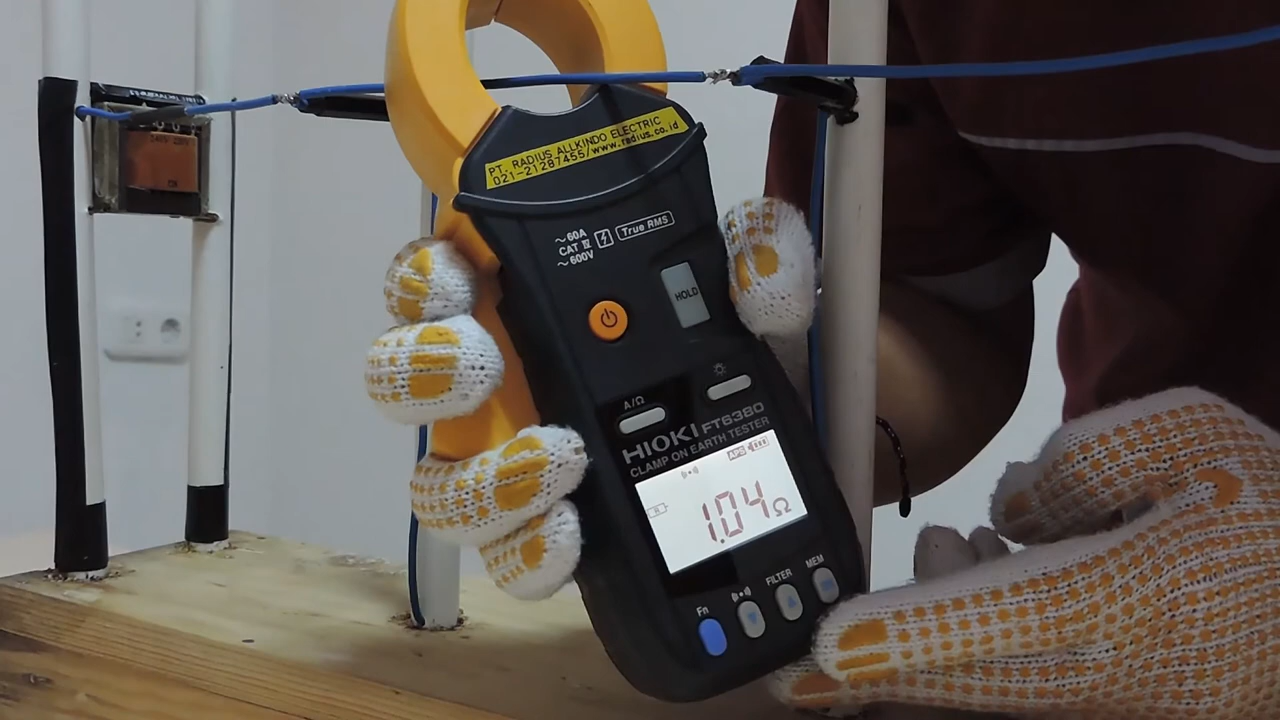 PT. RADIUS ALLKINDO ELECTRIC
021-21287455/www.radius.co.id
~60A
CAT IV
~600V
True RMS
HOLD
A/Ω
HIOKI FT6380
CLAMP ON EARTH TESTER
APS
1.04 Ω
Fn
FILTER
MEM